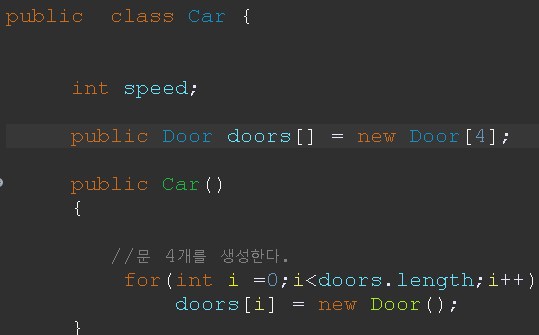 public  class Car {
int speed;
public Door doors[] = new Door[4];
public Car()
{
//문 4개를 생성한다.
for(int i =0;i<doors.length;i++)
doors[i] = new Door();
}